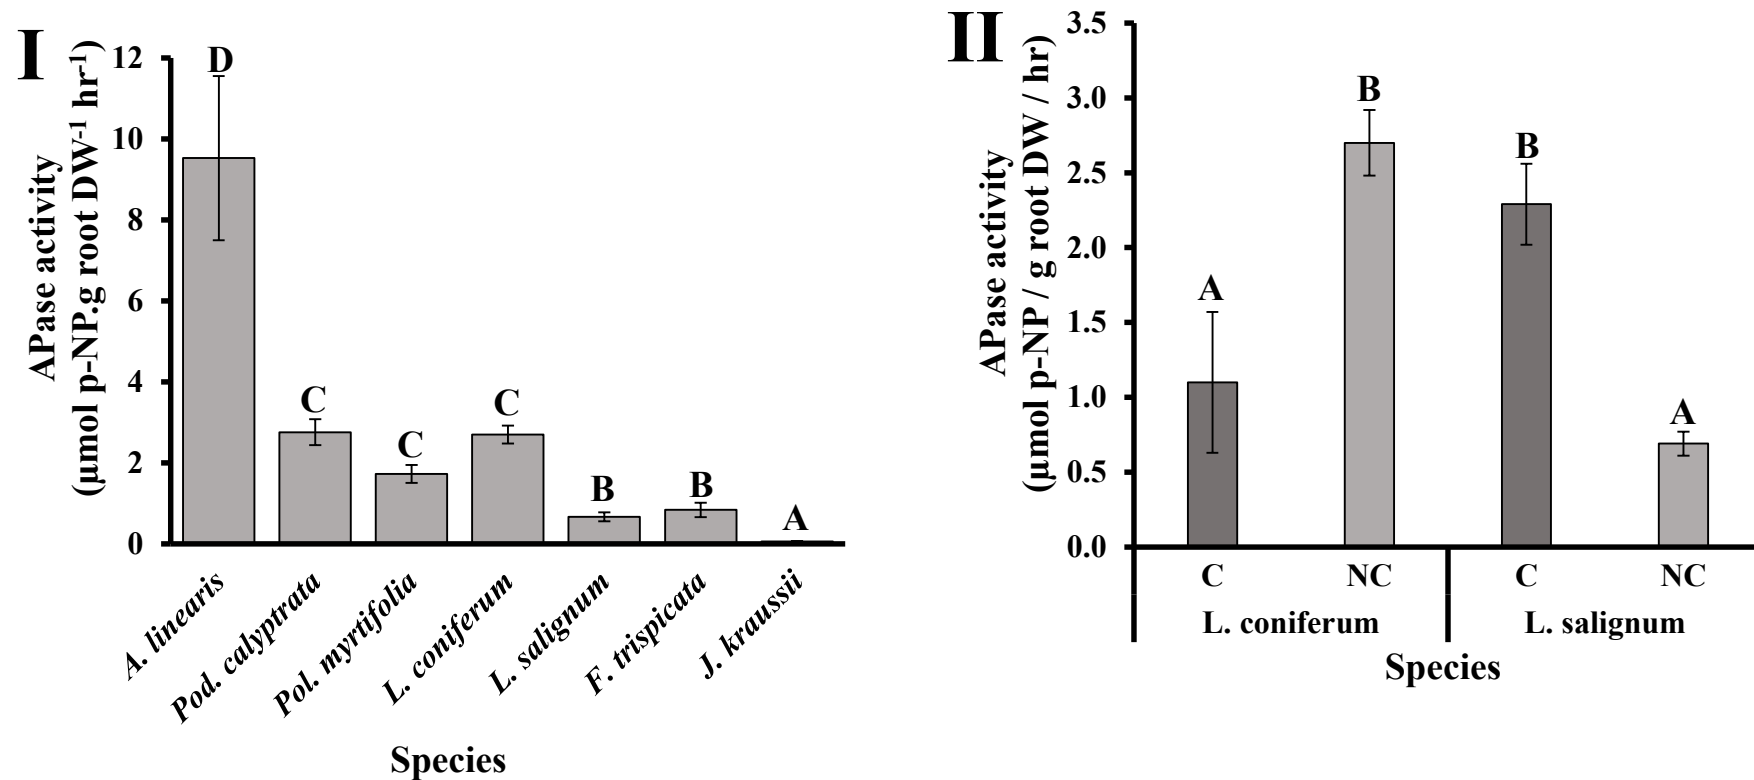 I
APase activity
(µmol p-NP.g root DW-1 hr-1)
12
10
8
6
4
2
0
D
C
C
C
B
B
A
A. linearis
Pod. calyptrata
Pol. myrtifolia
L. coniferum
L. salignum
F. trispicata
J. kraussii
Species
II
APase activity
(µmol p-NP / g root DW / hr)
3.5
3.0
2.5
2.0
1.5
1.0
0.5
0.0
A
B
B
A
C NC C NC
L. coniferum L. salignum
Species